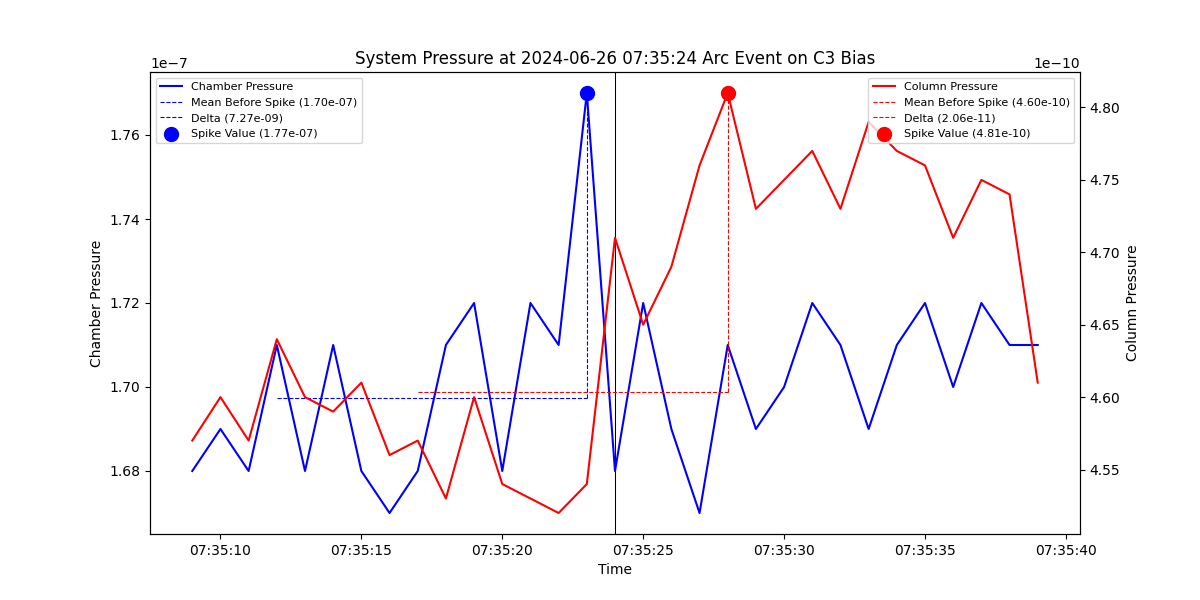 System Pressure at 2024-06-26 07:35:24 Arc Event on C3 Bias
1e−7
1e−10
Chamber Pressure
Mean Before Spike (1.70e-07)
Delta (7.27e-09)
Spike Value (1.77e-07)
Column Pressure
Mean Before Spike (4.60e-10)
Delta (2.06e-11)
Spike Value (4.81e-10)
1.76
1.74
1.72
1.70
1.68
Chamber Pressure
4.80
4.75
4.70
4.65
4.60
4.55
Column Pressure
07:35:10
07:35:15
07:35:20
07:35:25
07:35:30
07:35:35
07:35:40
Time